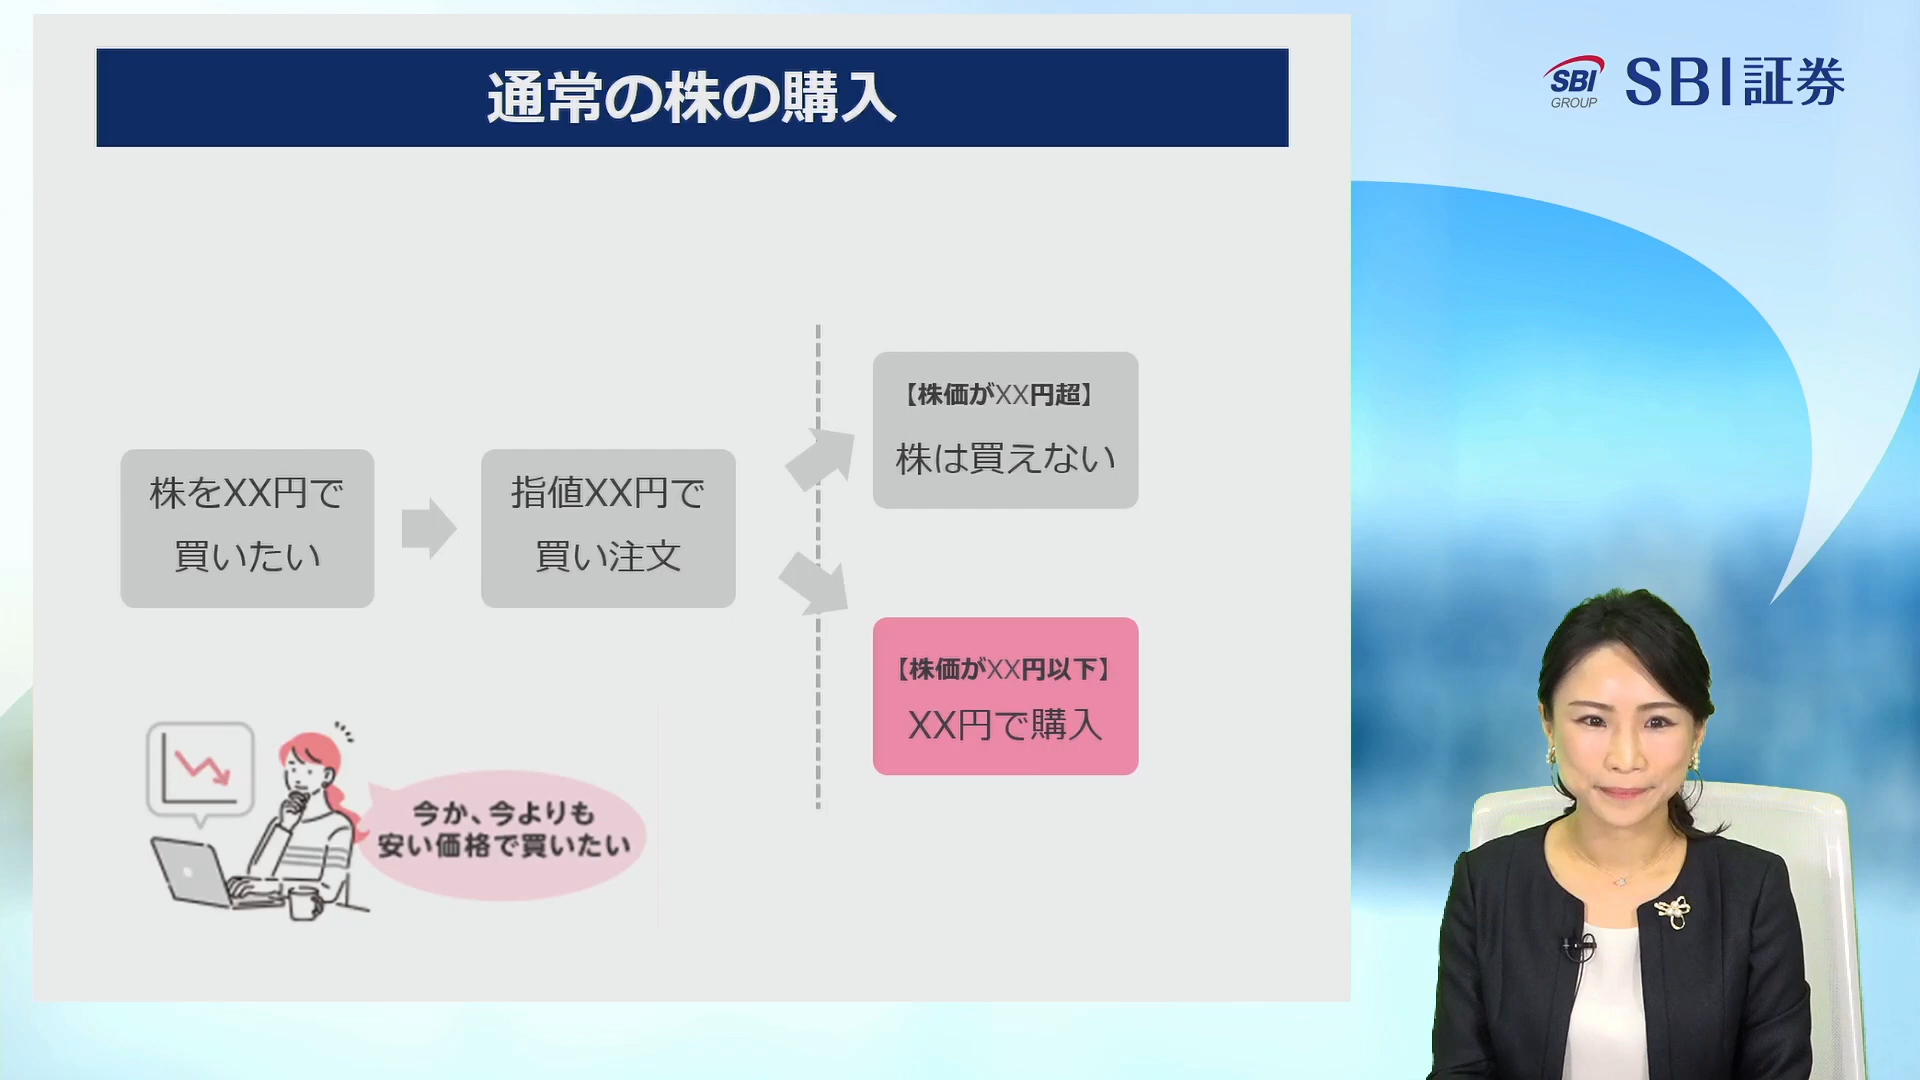 通常の株の購入
SBI
GROUP
SBI証券
株をXX円で
買いたい
指値XX円で
買い注文
【株価がXX円超】
株は買えない
【株価がXX円以下】
XX円で購入
今か、今よりも
安い価格で買いたい